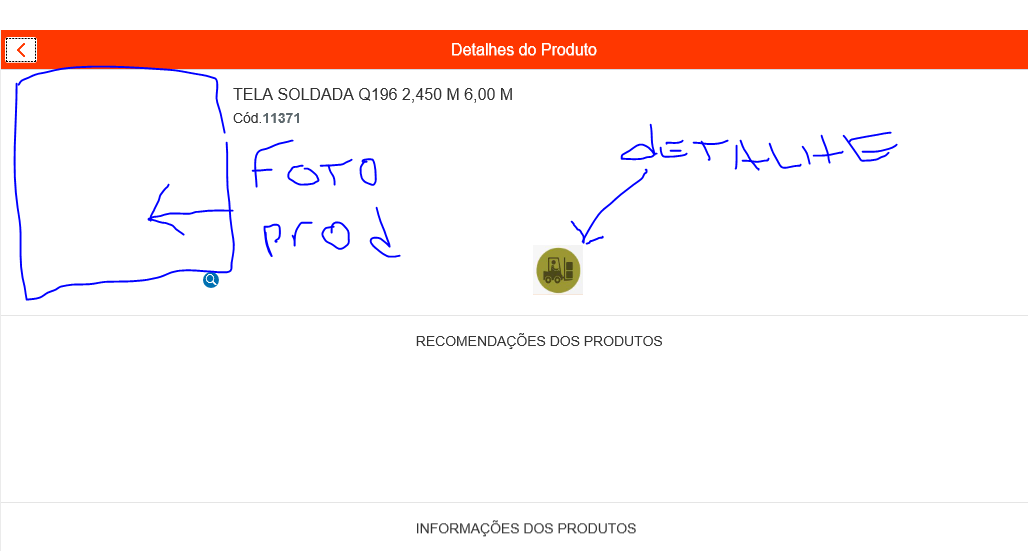 Detalhes do Produto
TELA SOLDADA Q196 2,450 M 6,00 M
Cód.11371
FOTO
prod
dETALHE
RECOMENDAÇÕES DOS PRODUTOS
INFORMAÇÕES DOS PRODUTOS